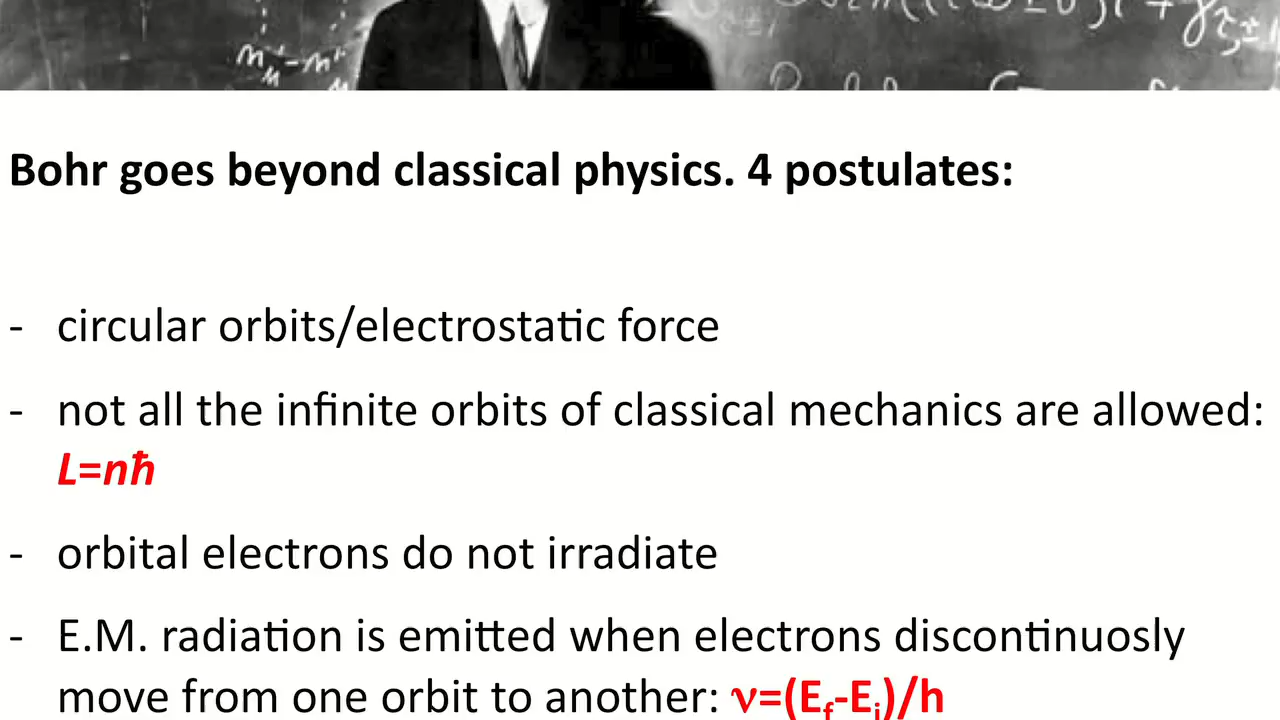 Bohr goes beyond classical physics. 4 postulates:
- circular orbits/electrostatic force
- not all the infinite orbits of classical mechanics are allowed:
L=nħ
- orbital electrons do not irradiate
- E.M. radiation is emitted when electrons discontinuosly
move from one orbit to another: ν=(Ef-Ei)/h